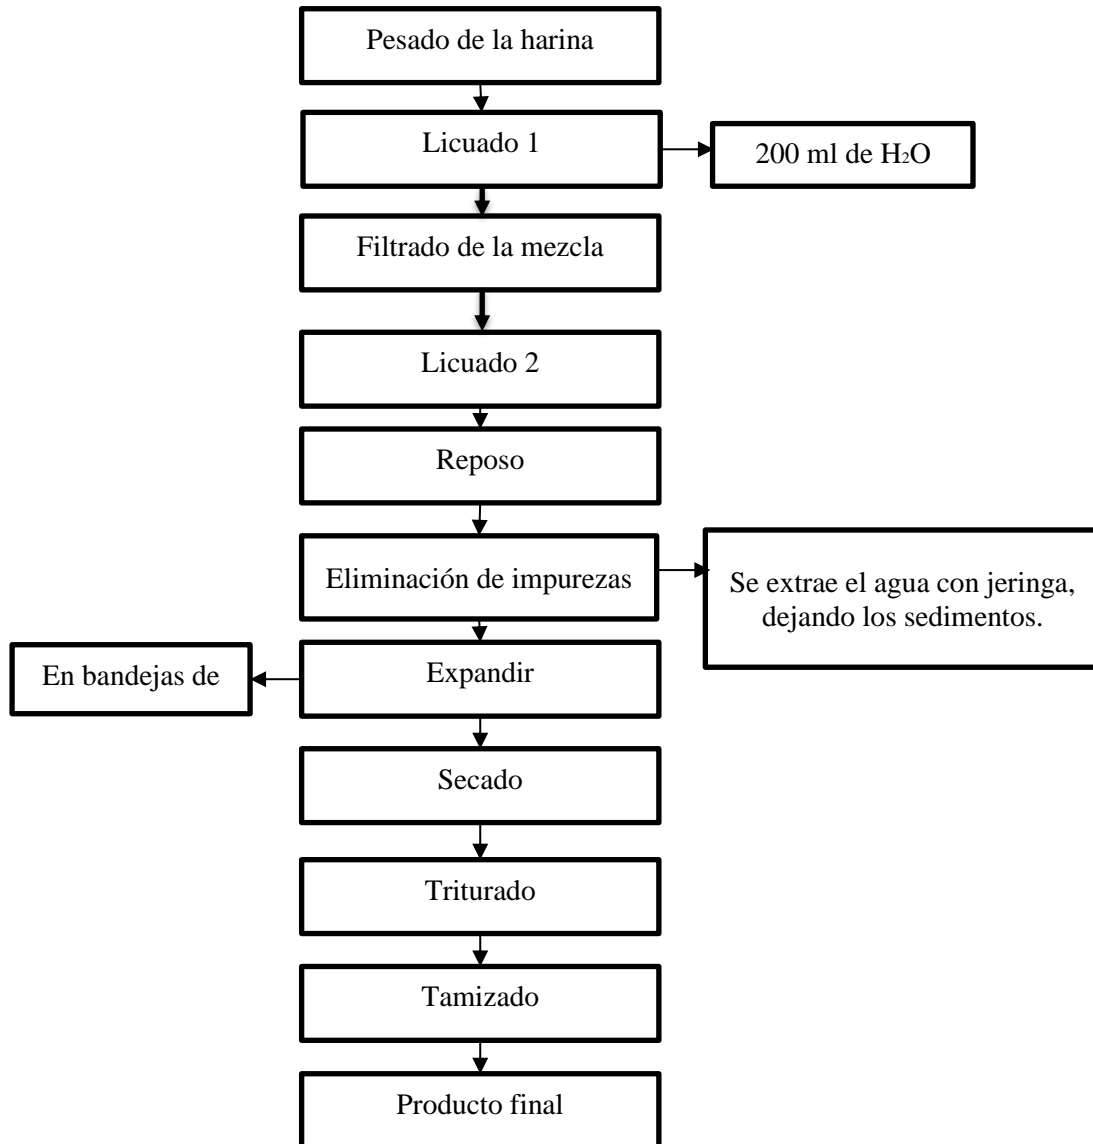 Pesado de la harina
Licuado 1
200 ml de H₂O
Filtrado de la mezcla
Licuado 2
Reposo
Eliminación de impurezas
Se extrae el agua con jeringa,
dejando los sedimentos.
En bandejas de
Expandir
Secado
Triturado
Tamizado
Producto final